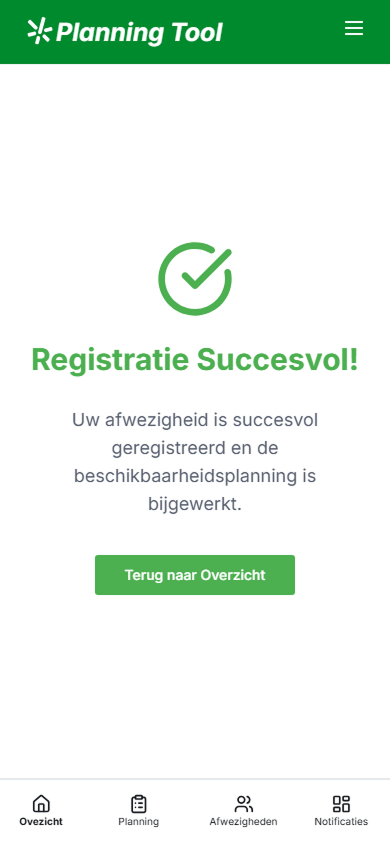 Planning Tool
Registratie Succesvol!
Uw afwezigheid is succesvol
geregistreerd en de
beschikbaarheidsplanning is
bijgewerkt.
Terug naar Overzicht
Ovezicht
Planning
Afwezigheden
Notificaties